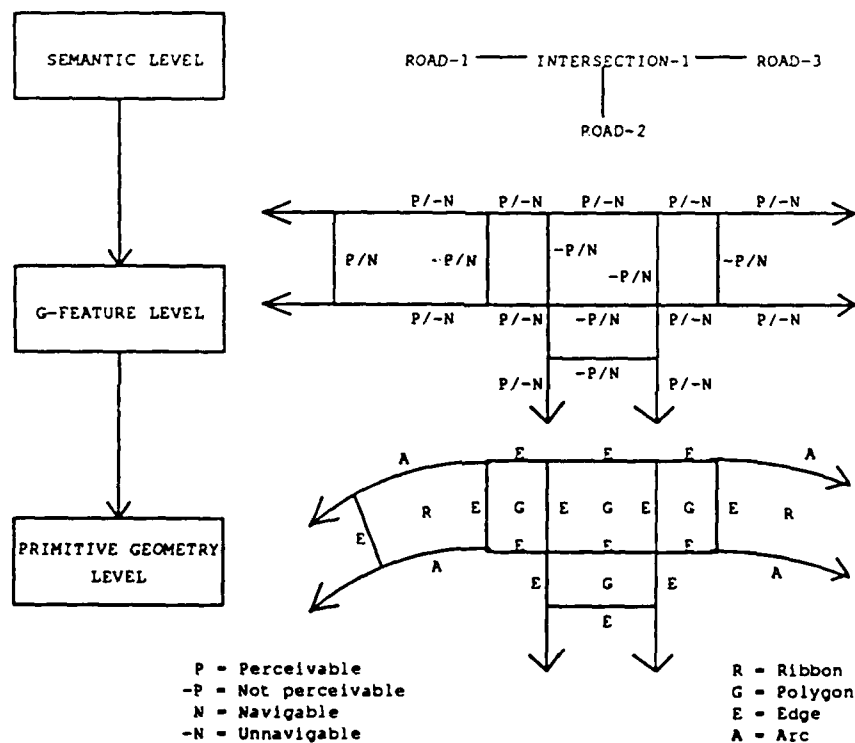 SEMANTIC LEVEL
ROAD-1 INTERSECTION-1 ROAD-3
ROAD-2
P/-N P/-N P/-N P/-N P/-N
P/N -P/N -P/N -P/N -P/N
G-FEATURE LEVEL
P/-N P/-N -P/N P/-N P/-N
-P/N
P/-N P/-N
A E E E A
R E G E G E G E R
E
PRIMITIVE GEOMETRY
LEVEL
E E E
A A
E G E
E
P = Perceivable
-P = Not perceivable
N = Navigable
-N = Unnavigable
R = Ribbon
G = Polygon
E = Edge
A = Arc